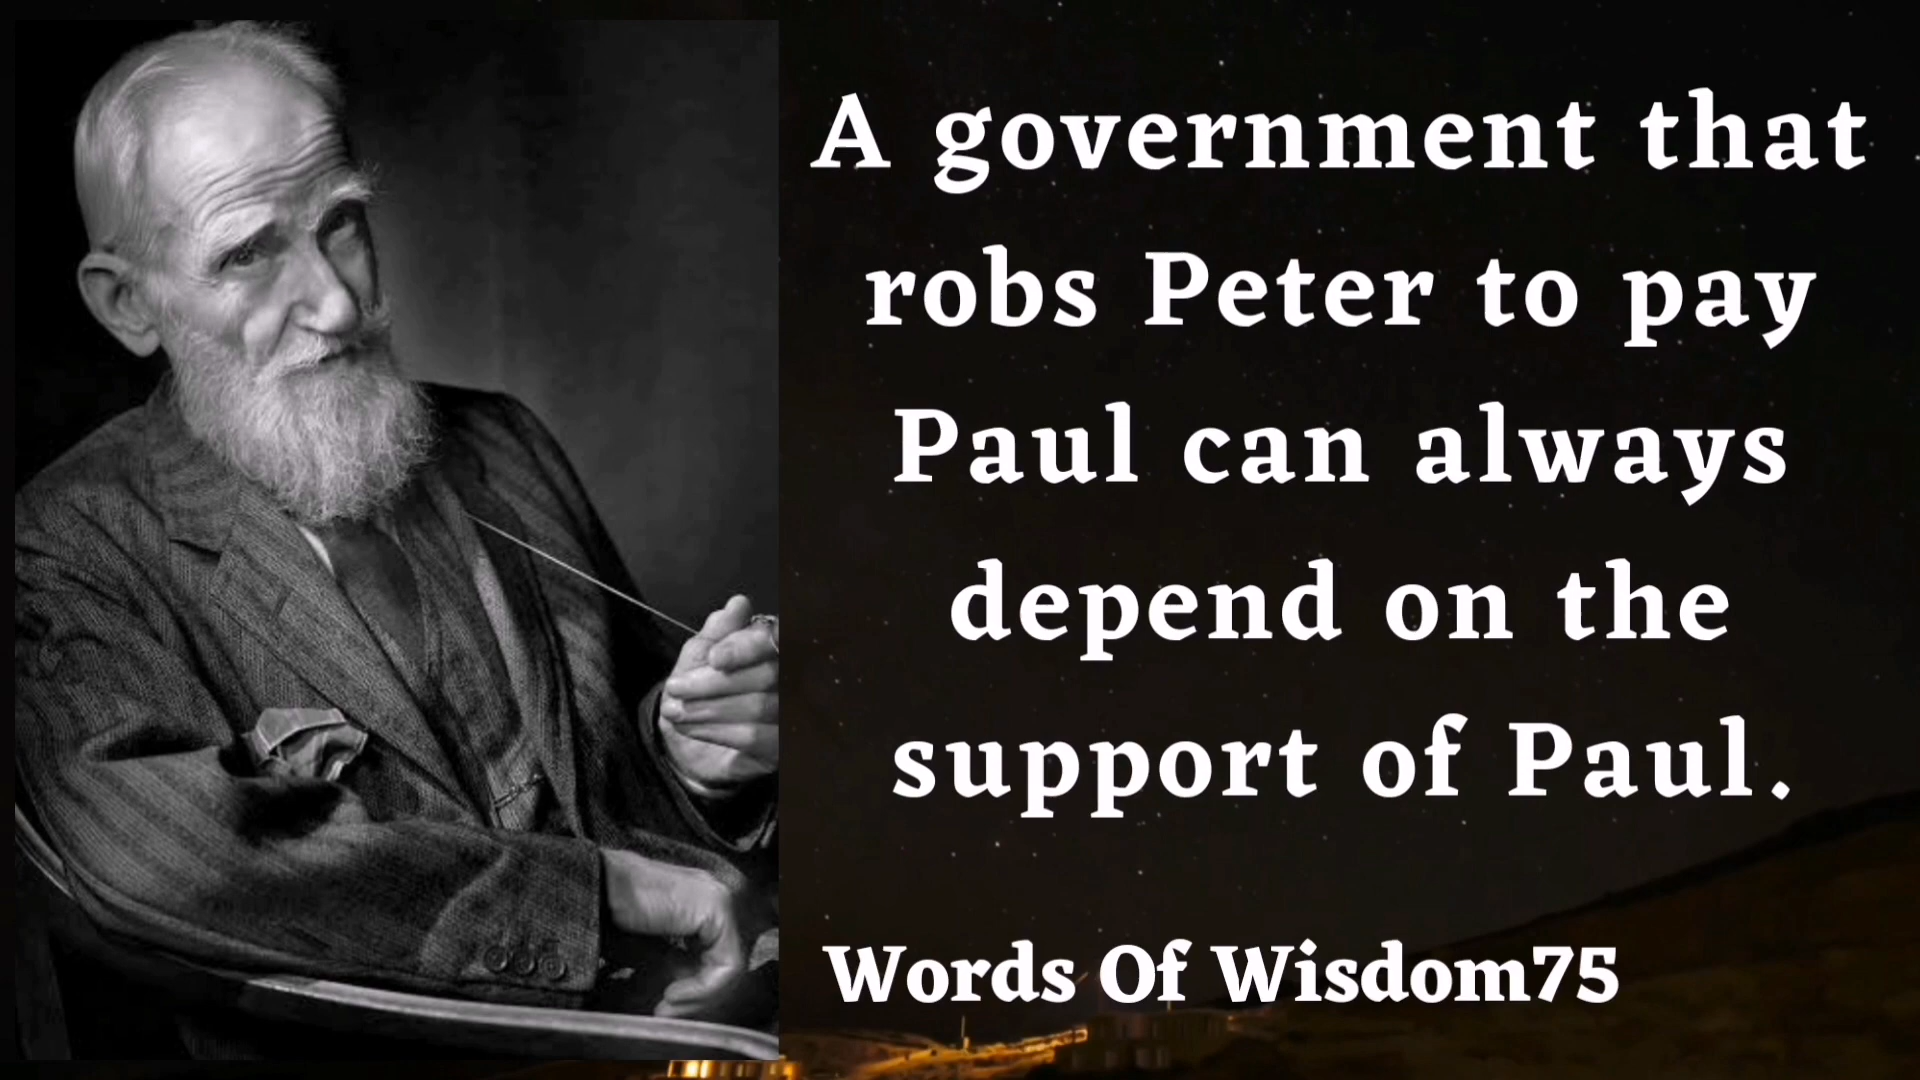 A government that
robs Peter to pay
Paul can always
depend on the
support of Paul.
Words Of Wisdom75